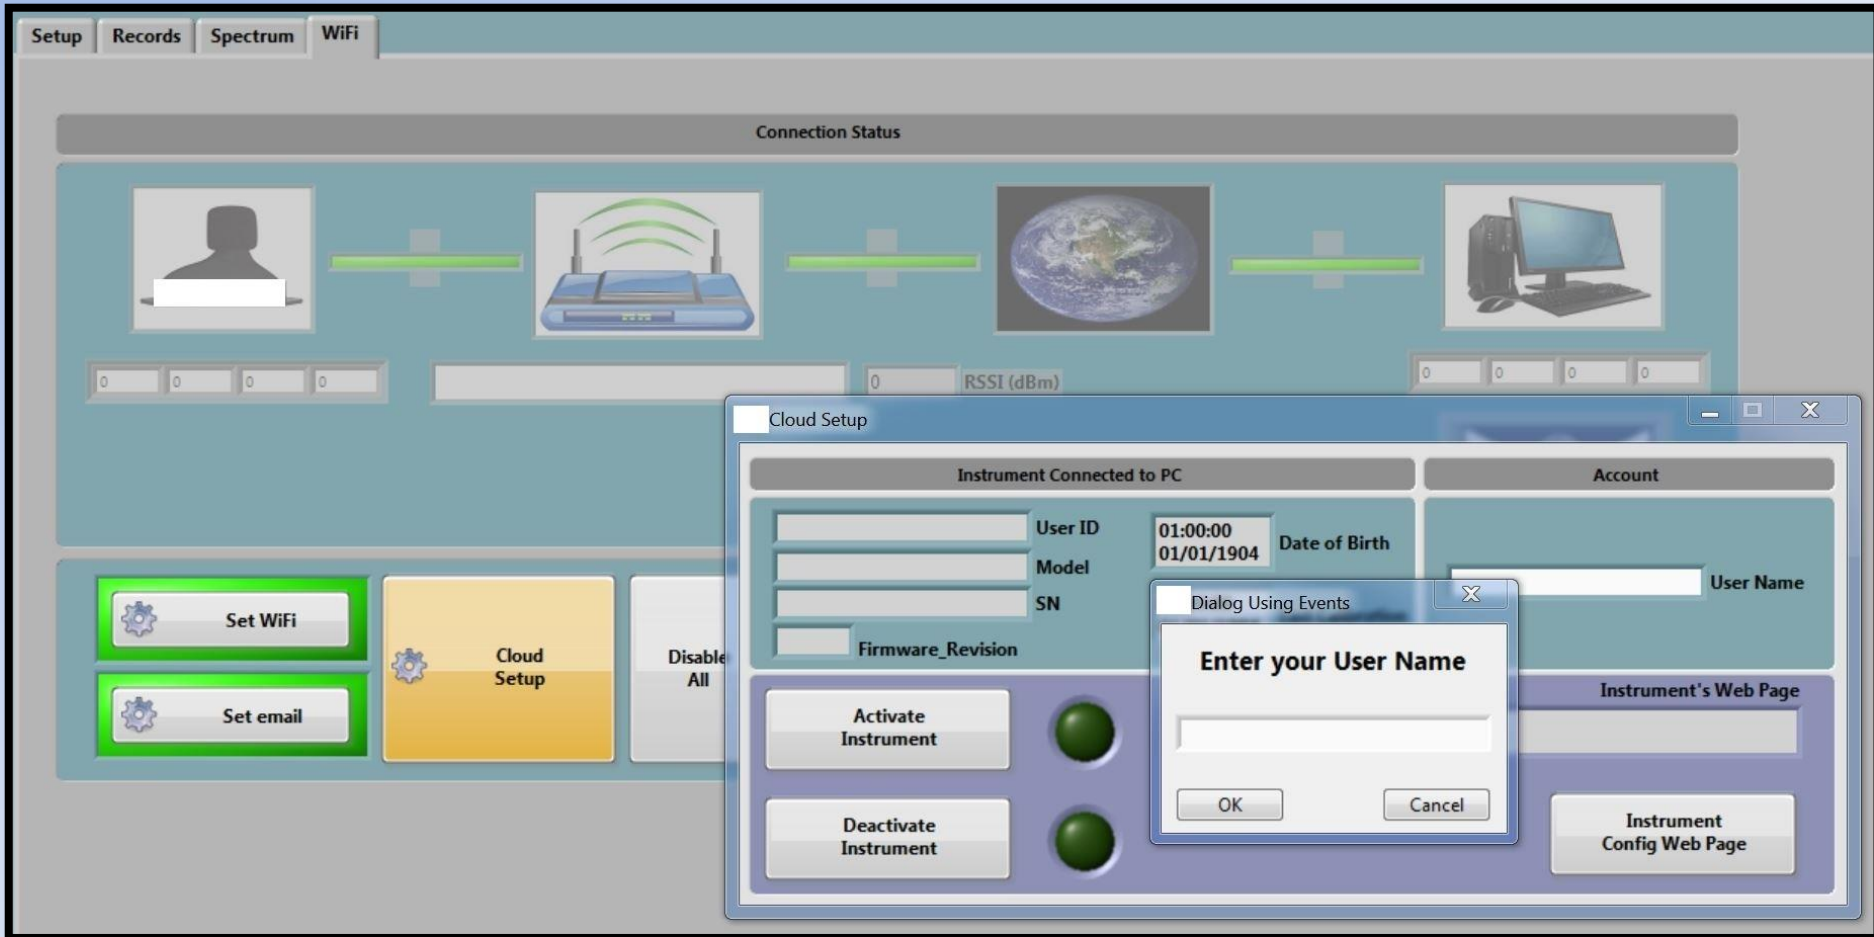 Setup Records Spectrum WiFi
Connection Status
0 0 0 0
0 RSSI (dBm)
0 0 0 0
Set WiFi
Set email
Cloud
Setup
Disable
All
Cloud Setup
Instrument Connected to PC
Account
User ID
Model
SN
Firmware_Revision
01:00:00
01/01/1904
Date of Birth
User Name
Activate
Instrument
Deactivate
Instrument
Instrument's Web Page
Instrument
Config Web Page
Dialog Using Events
Enter your User Name
OK Cancel